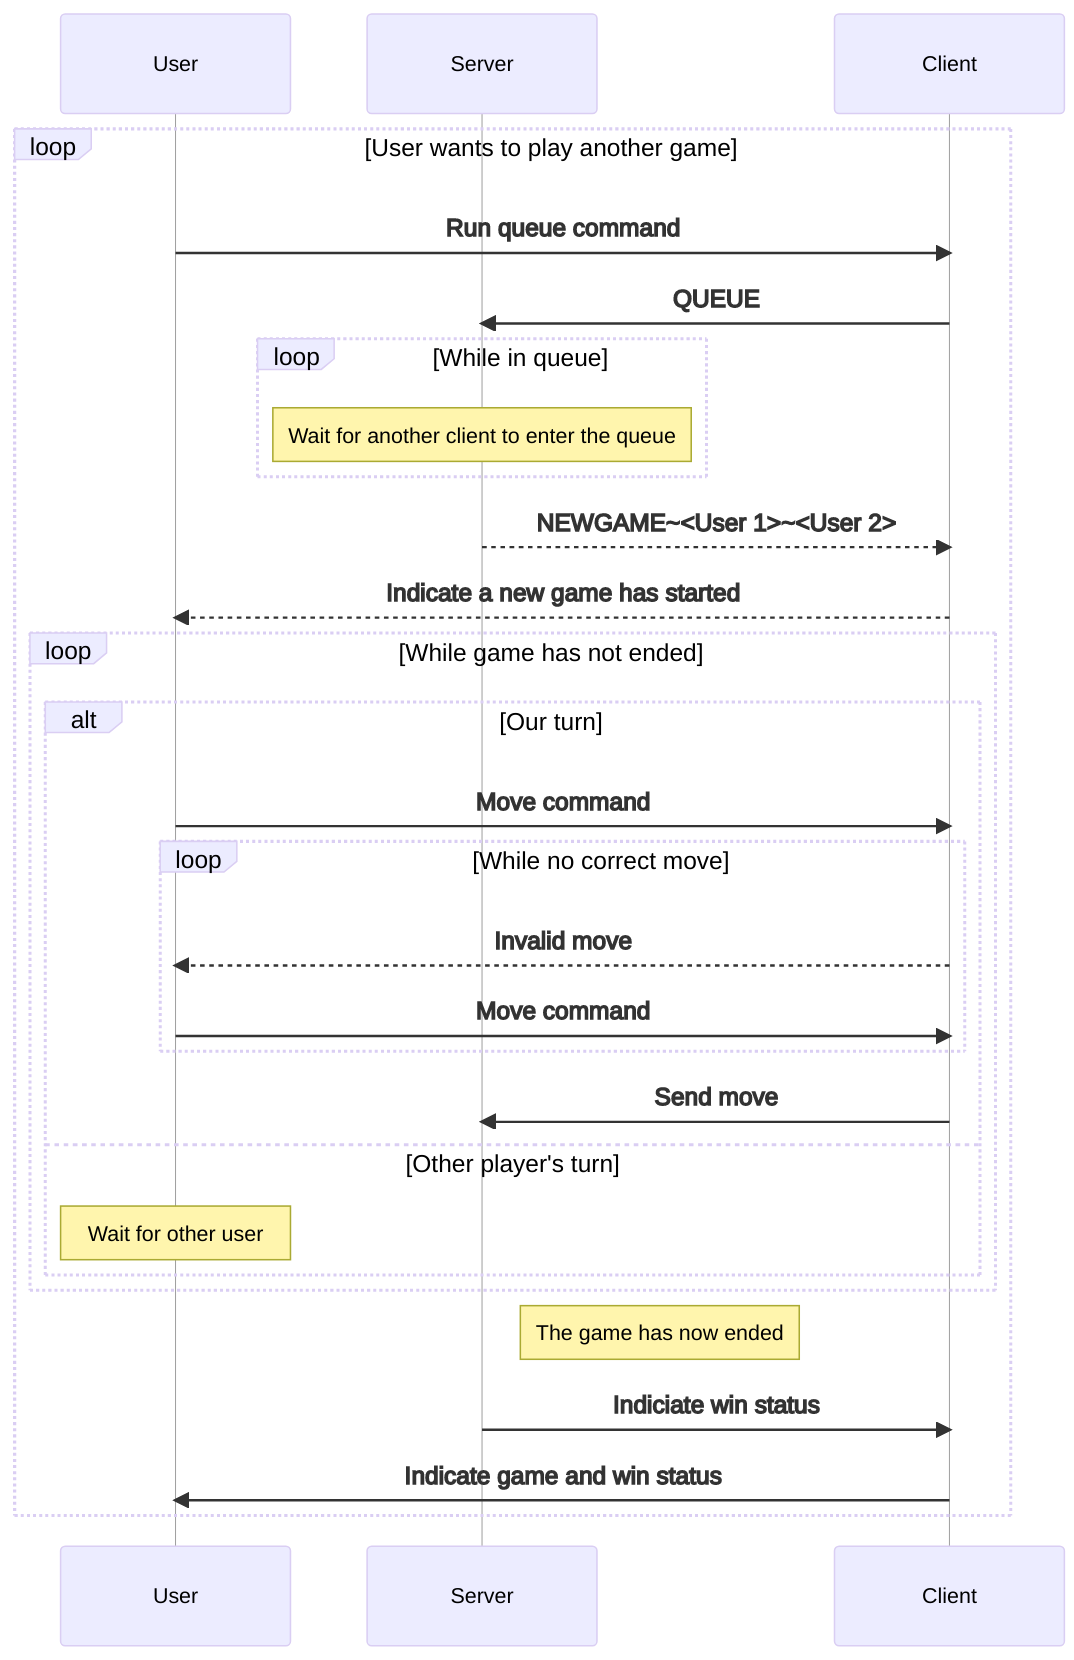 User
Server
Client
loop
[User wants to play another game]
Run queue command
QUEUE
loop
[While in queue]
Wait for another client to enter the queue
NEWGAME~<User 1>~<User 2>
Indicate a new game has started
loop
[While game has not ended]
alt
[Our turn]
Move command
loop
[While no correct move]
Invalid move
Move command
Send move
[Other player's turn]
Wait for other user
The game has now ended
Indiciate win status
Indicate game and win status
User
Server
Client